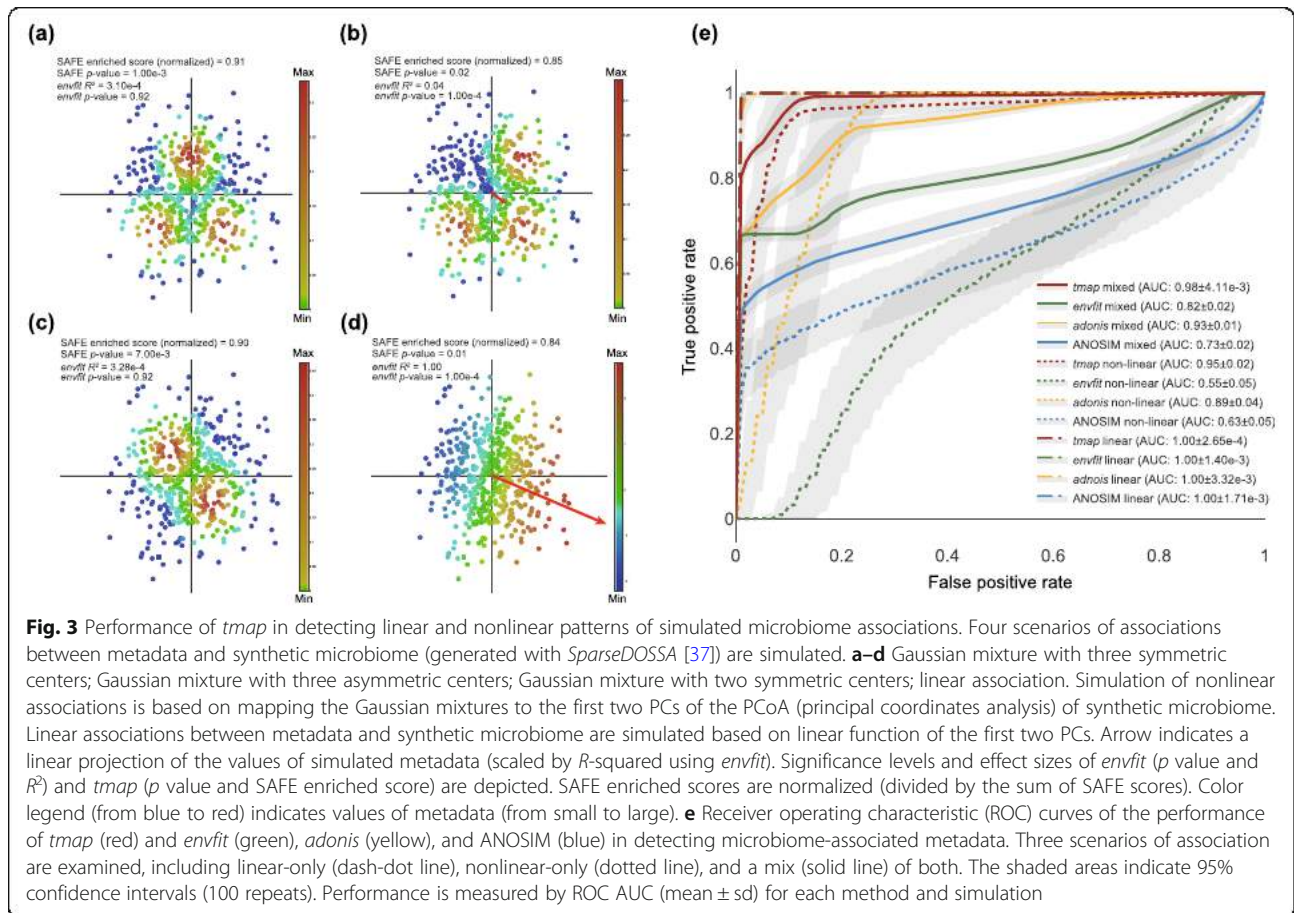 (a)
SAFE enriched score (normalized) = 0.91
SAFE p-value = 1.00e-3
envfit R² = 3.10e-4
envfit p-value = 0.92
Max
Min
(b)
SAFE enriched score (normalized) = 0.85
SAFE p-value = 0.02
envfit R² = 0.04
envfit p-value = 1.00e-4
Max
Min
(c)
SAFE enriched score (normalized) = 0.90
SAFE p-value = 7.00e-3
envfit R² = 3.28e-4
envfit p-value = 0.92
Max
Min
(d)
SAFE enriched score (normalized) = 0.84
SAFE p-value = 0.01
envfit R² = 1.00
envfit p-value = 1.00e-4
Max
Min
(e)
True positive rate
1
0.8
0.6
0.4
0.2
0
0
0.2
0.4
0.6
0.8
1
False positive rate
tmap mixed (AUC: 0.98±4.11e-3)
envfit mixed (AUC: 0.82±0.02)
adonis mixed (AUC: 0.93±0.01)
ANOSIM mixed (AUC: 0.73±0.02)
tmap non-linear (AUC: 0.95±0.02)
envfit non-linear (AUC: 0.55±0.05)
adonis non-linear (AUC: 0.89±0.04)
ANOSIM non-linear (AUC: 0.63±0.05)
tmap linear (AUC: 1.00±2.65e-4)
envfit linear (AUC: 1.00±1.40e-3)
adnois linear (AUC: 1.00±3.32e-3)
ANOSIM linear (AUC: 1.00±1.71e-3)
Fig. 3 Performance of tmap in detecting linear and nonlinear patterns of simulated microbiome associations. Four scenarios of associations
between metadata and synthetic microbiome (generated with SparseDOSSA [37]) are simulated. a–d Gaussian mixture with three symmetric
centers; Gaussian mixture with three asymmetric centers; Gaussian mixture with two symmetric centers; linear association. Simulation of nonlinear
associations is based on mapping the Gaussian mixtures to the first two PCs of the PCoA (principal coordinates analysis) of synthetic microbiome.
Linear associations between metadata and synthetic microbiome are simulated based on linear function of the first two PCs. Arrow indicates a
linear projection of the values of simulated metadata (scaled by R-squared using envfit). Significance levels and effect sizes of envfit (p value and
R²) and tmap (p value and SAFE enriched score) are depicted. SAFE enriched scores are normalized (divided by the sum of SAFE scores). Color
legend (from blue to red) indicates values of metadata (from small to large). e Receiver operating characteristic (ROC) curves of the performance
of tmap (red) and envfit (green), adonis (yellow), and ANOSIM (blue) in detecting microbiome-associated metadata. Three scenarios of association
are examined, including linear-only (dash-dot line), nonlinear-only (dotted line), and a mix (solid line) of both. The shaded areas indicate 95%
confidence intervals (100 repeats). Performance is measured by ROC AUC (mean ± sd) for each method and simulation